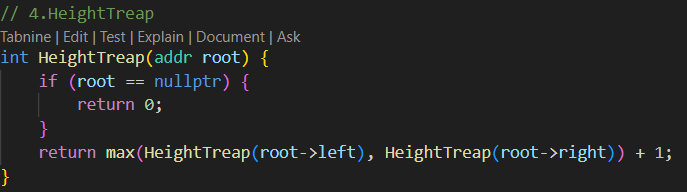 // 4.HeightTreap
Tabnine | Edit | Test | Explain | Document | Ask
int HeightTreap(addr root) {
    if (root == nullptr) {
        return 0;
    }
    return max(HeightTreap(root->left), HeightTreap(root->right)) + 1;
}